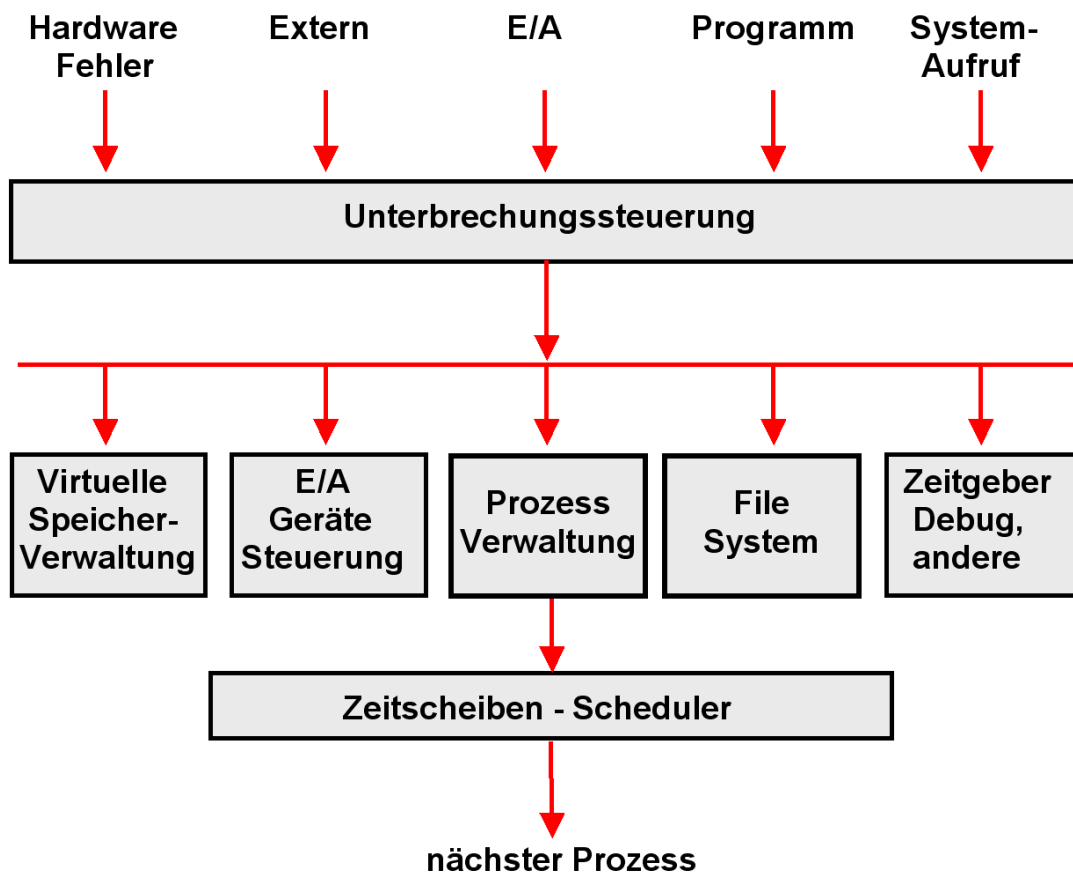 Hardware
Fehler
Extern
E/A
Programm
System-
Aufruf
Unterbrechungssteuerung
Virtuelle
Speicher-
Verwaltung
E/A
Geräte
Steuerung
Prozess
Verwaltung
File
System
Zeitgeber
Debug,
andere
Zeitscheiben - Scheduler
nächster Prozess